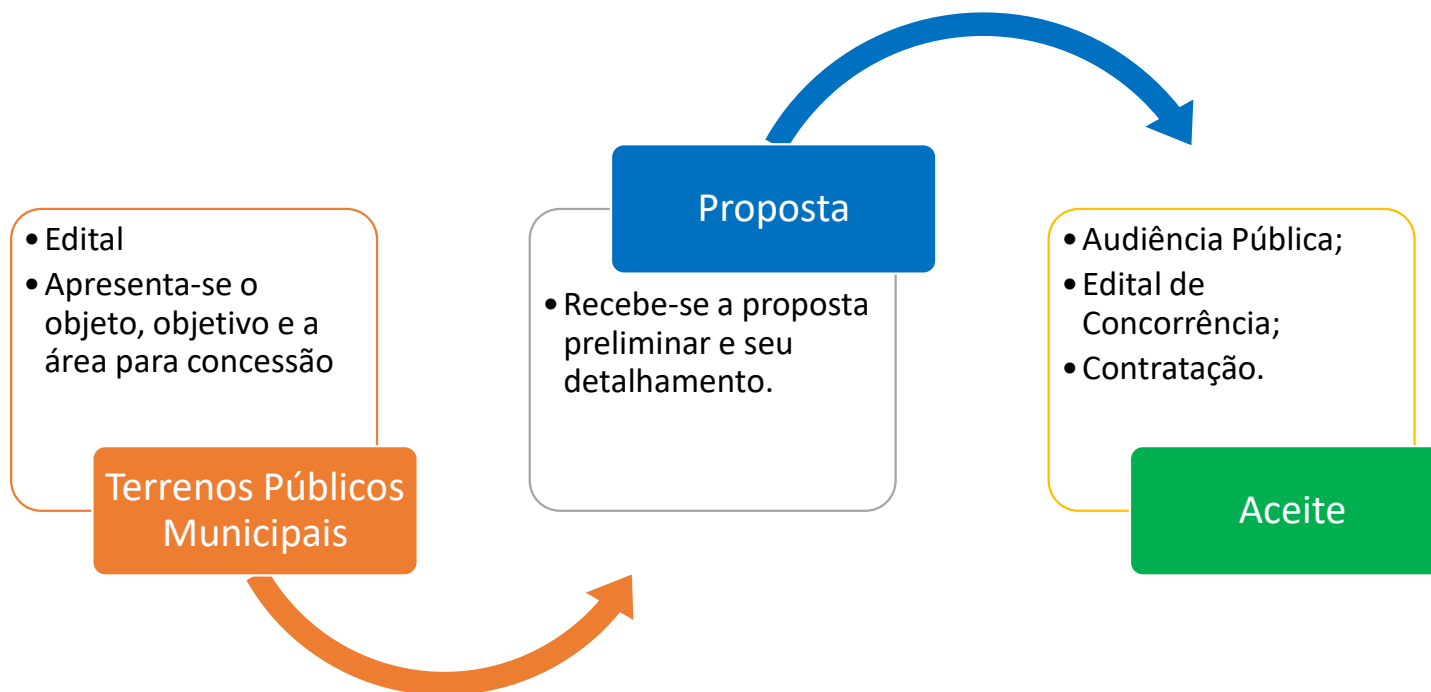 • Edital
• Apresenta-se o
objeto, objetivo e a
área para concessão
Terrenos Públicos
Municipais
Proposta
• Recebe-se a proposta
preliminar e seu
detalhamento.
• Audiência Pública;
• Edital de
Concorrência;
• Contratação.
Aceite